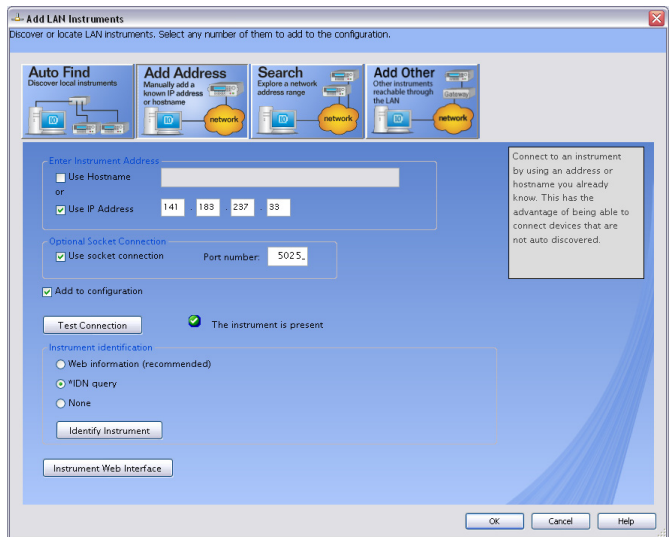 Add LAN Instruments
Discover or locate LAN instruments. Select any number of them to add to the configuration.
Auto Find
Discover local instruments
Add Address
Manually add a
known IP address
or hostname
network
Search
Explore a network
address range
network
Add Other
Other instruments
reachable through
the LAN
Gateway
network
Enter Instrument Address
Use Hostname
or
Use IP Address 141 . 183 . 237 . 33
Optional Socket Connection
Use socket connection Port number: 5025
Add to configuration
Test Connection The instrument is present
Instrument identification
Web information (recommended)
*IDN query
None
Identify Instrument
Instrument Web Interface
Connect to an instrument
by using an address or
hostname you already
know. This has the
advantage of being able to
connect devices that are
not auto discovered.
OK Cancel Help